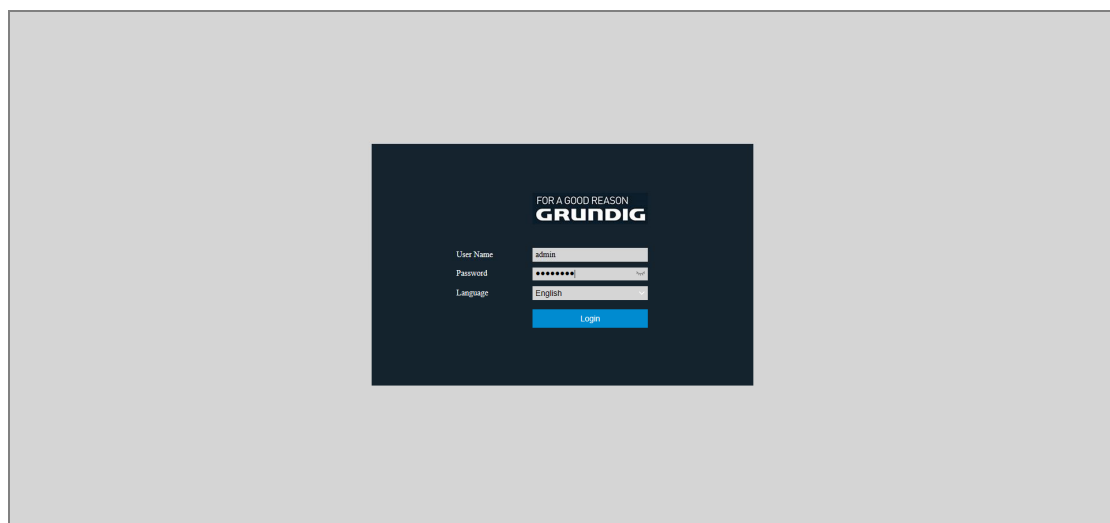 FOR A GOOD REASON
GRUNDIG
User Name admin
Password ••••••••
Language English
Login